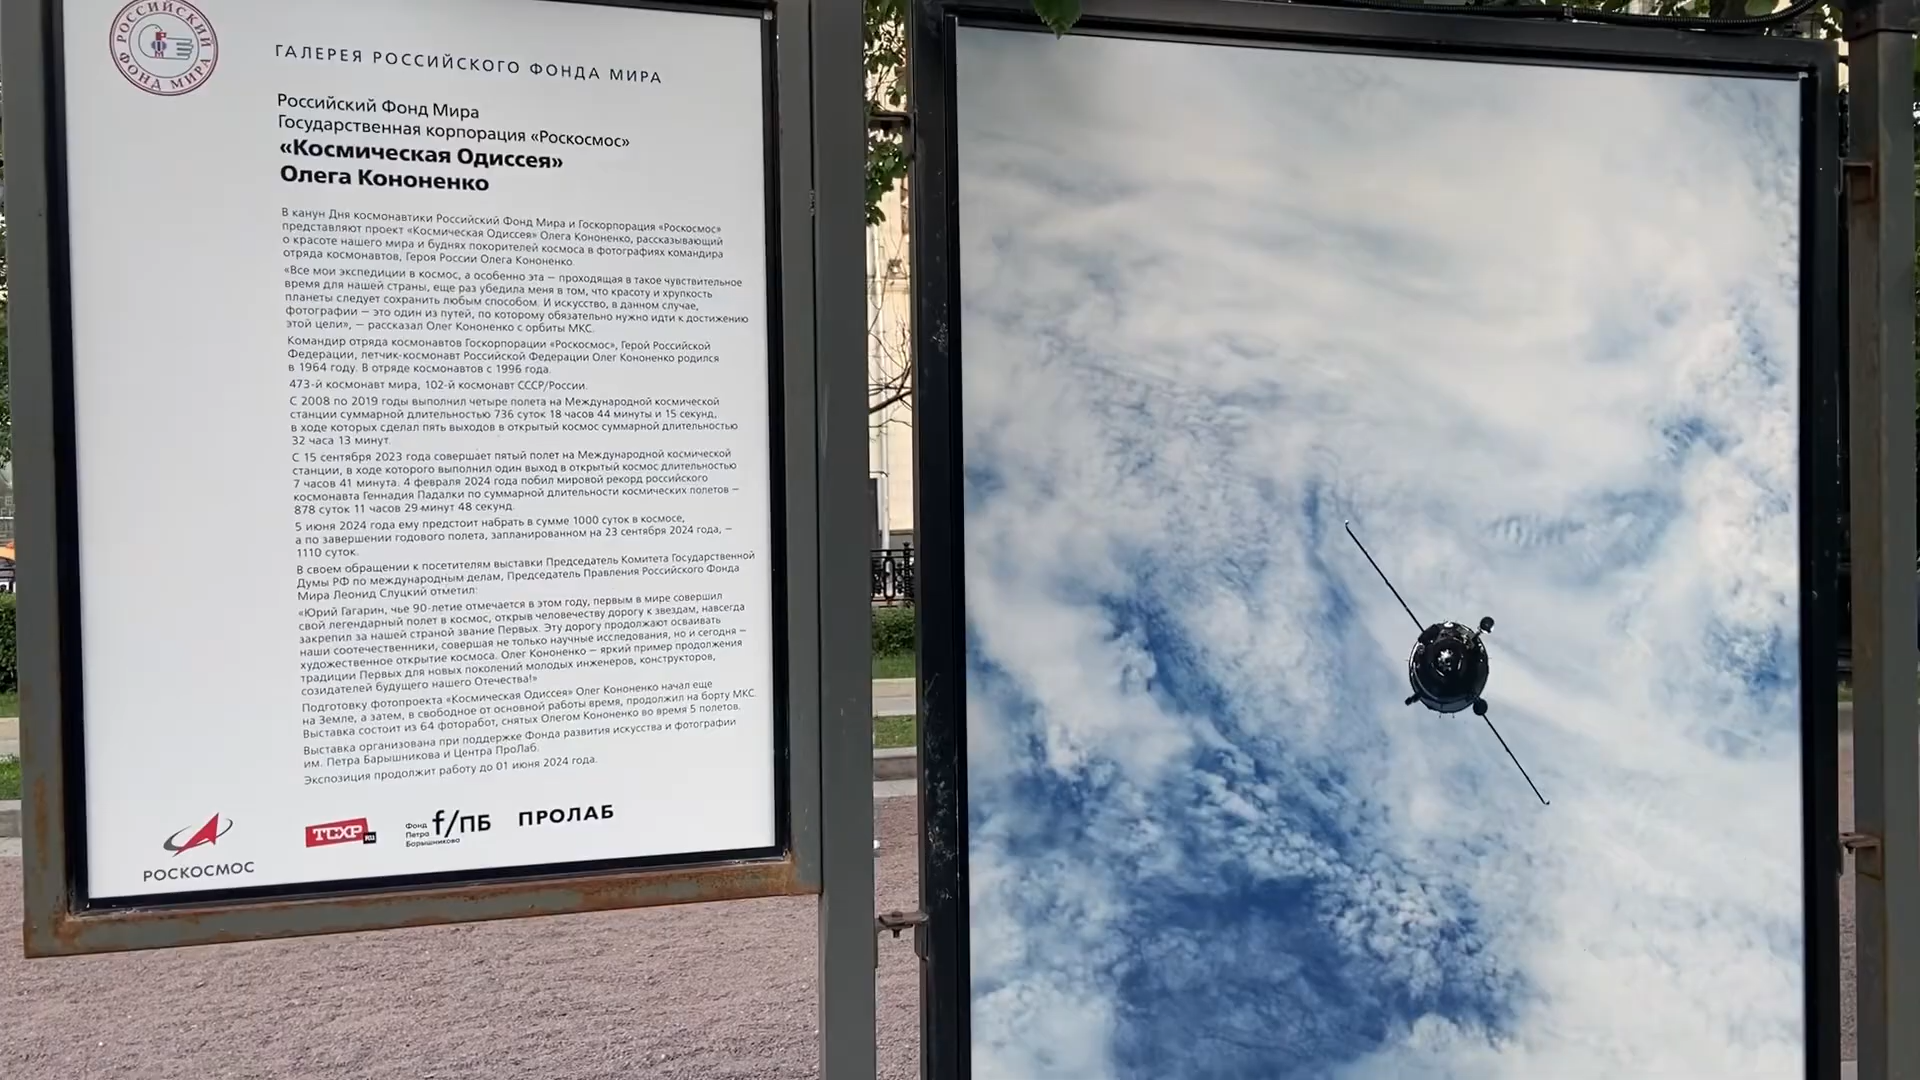 РОССИЙСКИЙ ФОНД МИРА
РФМ
ГАЛЕРЕЯ РОССИЙСКОГО ФОНДА МИРА
Российский Фонд Мира
Государственная корпорация «Роскосмос»
«Космическая Одиссея»
Олега Кононенко
В канун Дня космонавтики Российский Фонд Мира и Госкорпорация «Роскосмос»
представляют проект «Космическая Одиссея» Олега Кононенко, рассказывающий
о красоте нашего мира и буднях покорителей космоса в фотографиях командира
отряда космонавтов, Героя России Олега Кононенко.
«Все мои экспедиции в космос, а особенно эта — проходящая в такое чувствительное
время для нашей страны, еще раз убедила меня в том, что красоту и хрупкость
планеты следует сохранить любым способом. И искусство, в данном случае,
фотографии — это один из путей, по которому обязательно нужно идти к достижению
этой цели», — рассказал Олег Кононенко с орбиты МКС.
Командир отряда космонавтов Госкорпорации «Роскосмос», Герой Российской
Федерации, летчик-космонавт Российской Федерации Олег Кононенко родился
в 1964 году. В отряде космонавтов с 1996 года.
473-й космонавт мира, 102-й космонавт СССР/России.
С 2008 по 2019 годы выполнил четыре полета на Международной космической
станции суммарной длительностью 736 суток 18 часов 44 минуты и 15 секунд,
в ходе которых сделал пять выходов в открытый космос суммарной длительностью
32 часа 13 минут.
С 15 сентября 2023 года совершает пятый полет на Международной космической
станции, в ходе которого выполнил один выход в открытый космос длительностью
7 часов 41 минута. 4 февраля 2024 года побил мировой рекорд российского
космонавта Геннадия Падалки по суммарной длительности космических полетов —
878 суток 11 часов 29 минут 48 секунд.
5 июня 2024 года ему предстоит набрать в сумме 1000 суток в космосе,
а по завершении годового полета, запланированном на 23 сентября 2024 года, —
1110 суток.
В своем обращении к посетителям выставки Председатель Комитета Государственной
Думы РФ по международным делам, Председатель Правления Российского Фонда
Мира Леонид Слуцкий отметил:
«Юрий Гагарин, чье 90-летие отмечается в этом году, первым в мире совершил
свой легендарный полет в космос, открыв человечеству дорогу к звездам, навсегда
закрепил за нашей страной звание Первых. Эту дорогу продолжают осваивать
наши соотечественники, совершая не только научные исследования, но и сегодня —
художественное открытие космоса. Олег Кононенко — яркий пример продолжения
традиции Первых для новых поколений молодых инженеров, конструкторов,
созидателей будущего нашего Отечества!»
Подготовку фотопроекта «Космическая Одиссея» Олег Кононенко начал еще
на Земле, а затем, в свободное от основной работы время, продолжил на борту МКС.
Выставка состоит из 64 фоторабот, снятых Олегом Кононенко во время 5 полетов.
Выставка организована при поддержке Фонда развития искусства и фотографии
им. Петра Барышникова и Центра ПроЛаб.
Экспозиция продолжит работу до 01 июня 2024 года.
РОСКОСМОС
ТСХР RU
Фонд
Петра
Барышникова
f/ПБ
ПРОЛАБ